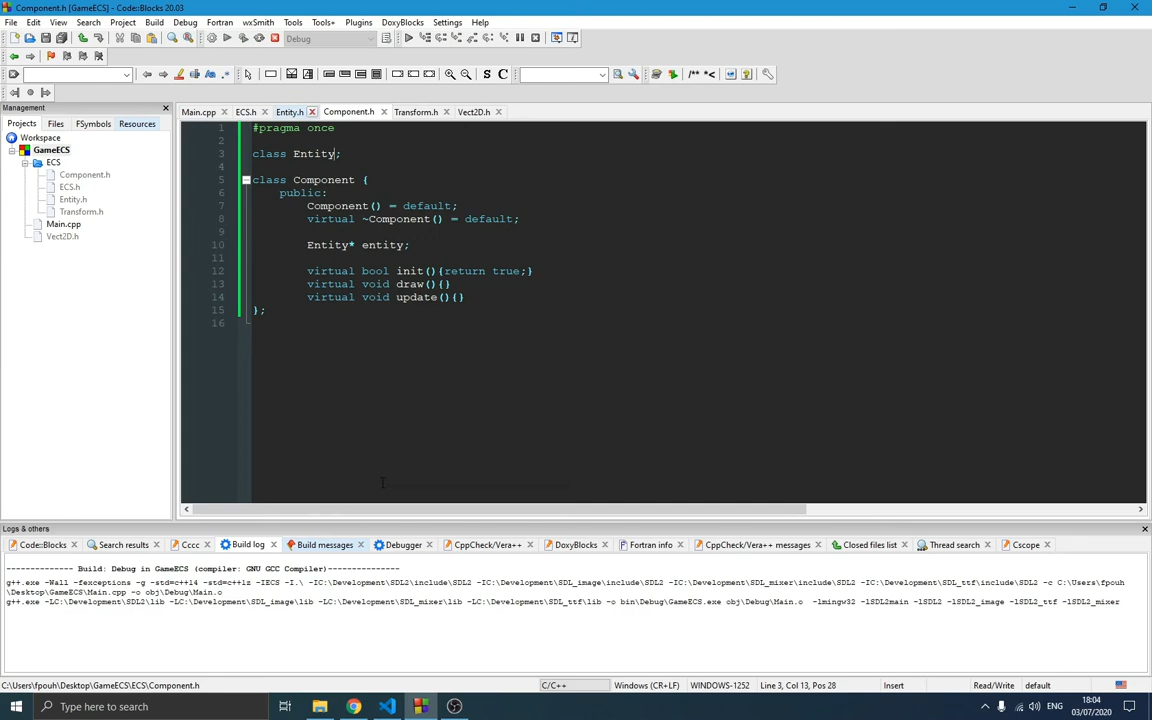 Component.h [GameECS] - Code::Blocks 20.03
File Edit View Search Project Build Debug Fortran wxSmith Tools Tools+ Plugins DoxyBlocks Settings Help
Debug
S C /** *<
Management
Projects Files FSymbols Resources
Workspace
GameECS
ECS
Component.h
ECS.h
Entity.h
Transform.h
Main.cpp
Vect2D.h
Main.cpp ECS.h Entity.h Component.h Transform.h Vect2D.h
1 #pragma once
2
3 class Entity;
4
5 class Component {
6 public:
7 Component() = default;
8 virtual ~Component() = default;
9
10 Entity* entity;
11
12 virtual bool init(){return true;}
13 virtual void draw(){}
14 virtual void update(){}
15 };
16
Logs & others
Code::Blocks Search results Cccc Build log Build messages Debugger CppCheck/Vera++ DoxyBlocks Fortran info CppCheck/Vera++ messages Closed files list Thread search Cscope
-------------- Build: Debug in GameECS (compiler: GNU GCC Compiler)---------------
g++.exe -Wall -fexceptions -g -std=c++14 -std=c++1s -IECS -I.\ -IC:\Development\SDL2\include\SDL2 -IC:\Development\SDL_image\include\SDL2 -IC:\Development\SDL_mixer\include\SDL2 -IC:\Development\SDL_ttf\include\SDL2 -c C:\Users\fpouh
\Desktop\GameECS\Main.cpp -o obj\Debug\Main.o
g++.exe -LC:\Development\SDL2\lib -LC:\Development\SDL_image\lib -LC:\Development\SDL_mixer\lib -LC:\Development\SDL_ttf\lib -o bin\Debug\GameECS.exe obj\Debug\Main.o -lmingw32 -lSDL2main -lSDL2 -lSDL2_image -lSDL2_ttf -lSDL2_mixer
C:\Users\fpouh\Desktop\GameECS\ECS\Component.h C/C++ Windows (CR+LF) WINDOWS-1252 Line 3, Col 13, Pos 28 Insert Read/Write default
Type here to search
ENG
18:04
03/07/2020